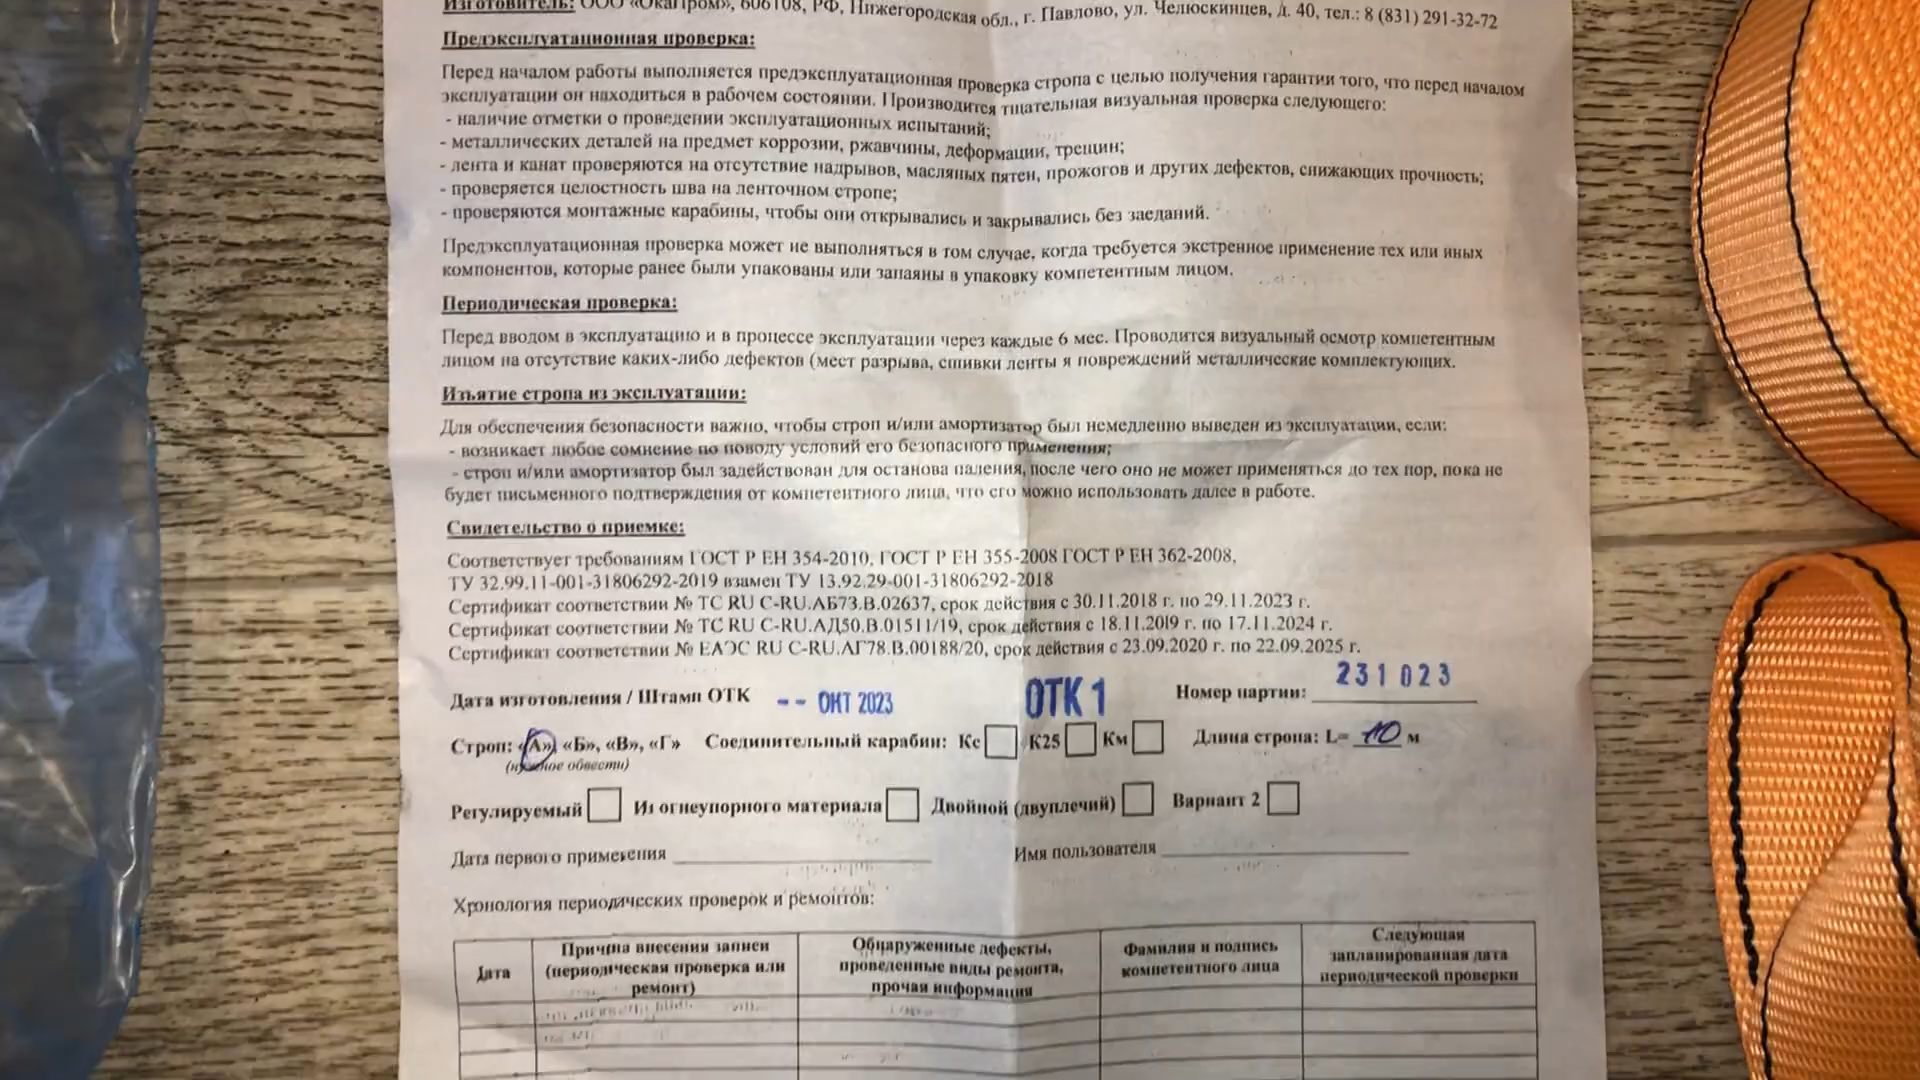 Изготовитель: ООО «ОкаПром», 606108, РФ, Нижегородская обл., г. Павлово, ул. Челюскинцев, д. 40, тел.: 8 (831) 291-32-72
Предэксплуатационная проверка:
Перед началом работы выполняется предэксплуатационная проверка стропа с целью получения гарантии того, что перед началом
эксплуатации он находиться в рабочем состоянии. Производится тщательная визуальная проверка следующего:
- наличие отметки о проведении эксплуатационных испытаний;
- металлических деталей на предмет коррозии, ржавчины, деформации, трещин;
- лента и канат проверяются на отсутствие надрывов, масляных пятен, прожогов и других дефектов, снижающих прочность;
- проверяется целостность шва на ленточном стропе;
- проверяются монтажные карабины, чтобы они открывались и закрывались без заеданий.
Предэксплуатационная проверка может не выполняться в том случае, когда требуется экстренное применение тех или иных
компонентов, которые ранее были упакованы или запаяны в упаковку компетентным лицом.
Периодическая проверка:
Перед вводом в эксплуатацию и в процессе эксплуатации через каждые 6 мес. Проводится визуальный осмотр компетентным
лицом на отсутствие каких-либо дефектов (мест разрыва, сшивки ленты я повреждений металлические комплектующих.
Изъятие стропа из эксплуатации:
Для обеспечения безопасности важно, чтобы строп и/или амортизатор был немедленно выведен из эксплуатации, если:
- возникает любое сомнение по поводу условий его безопасного применения;
- строп и/или амортизатор был задействован для останова падения, после чего оно не может применяться до тех пор, пока не
будет письменного подтверждения от компетентного лица, что его можно использовать далее в работе.
Свидетельство о приемке:
Соответствует требованиям ГОСТ Р ЕН 354-2010, ГОСТ Р ЕН 355-2008 ГОСТ Р ЕН 362-2008,
ТУ 32.99.11-001-31806292-2019 взамен ТУ 13.92.29-001-31806292-2018
Сертификат соответствии № ТС RU C-RU.АБ73.В.02637, срок действия с 30.11.2018 г. по 29.11.2023 г.
Сертификат соответствии № ТС RU C-RU.АД50.В.01511/19, срок действия с 18.11.2019 г. по 17.11.2024 г.
Сертификат соответствии № ЕАЭС RU C-RU.АГ78.В.00188/20, срок действия с 23.09.2020 г. по 22.09.2025 г.
Дата изготовления / Штамп ОТК -- ОКТ 2023 ОТК 1 Номер партии: 231023
Строп: «А», «Б», «В», «Г» Соединительный карабин: Кс К25 Км Длина стропа: L= 10 м
(нужное обвести)
Регулируемый Из огнеупорного материала Двойной (двуплечий) Вариант 2
Дата первого применения Имя пользователя
Хронология периодических проверок и ремонтов:
Дата Причина внесения записи (периодическая проверка или ремонт) Обнаруженные дефекты, проведенные виды ремонта, прочая информация Фамилия и подпись компетентного лица Следующая запланированная дата периодической проверки